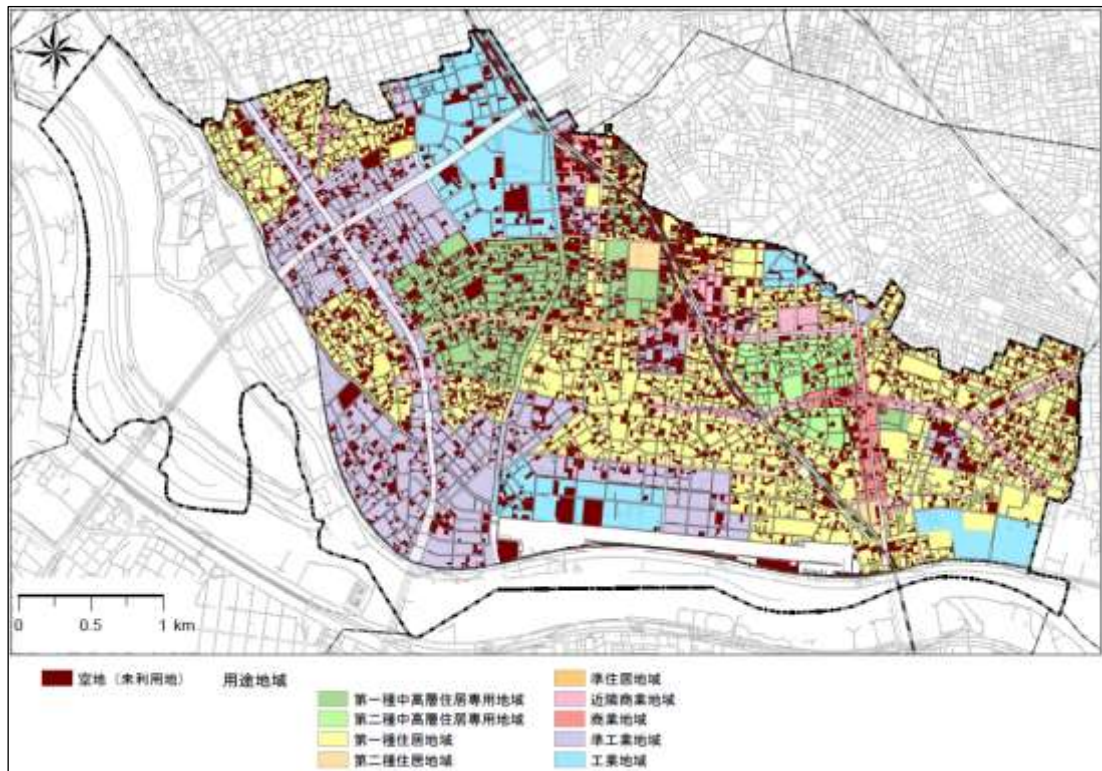 0 0.5 1 km
空地（未利用地）
用途地域
第一種中高層住居専用地域
第二種中高層住居専用地域
第一種住居地域
第二種住居地域
準住居地域
近隣商業地域
商業地域
準工業地域
工業地域